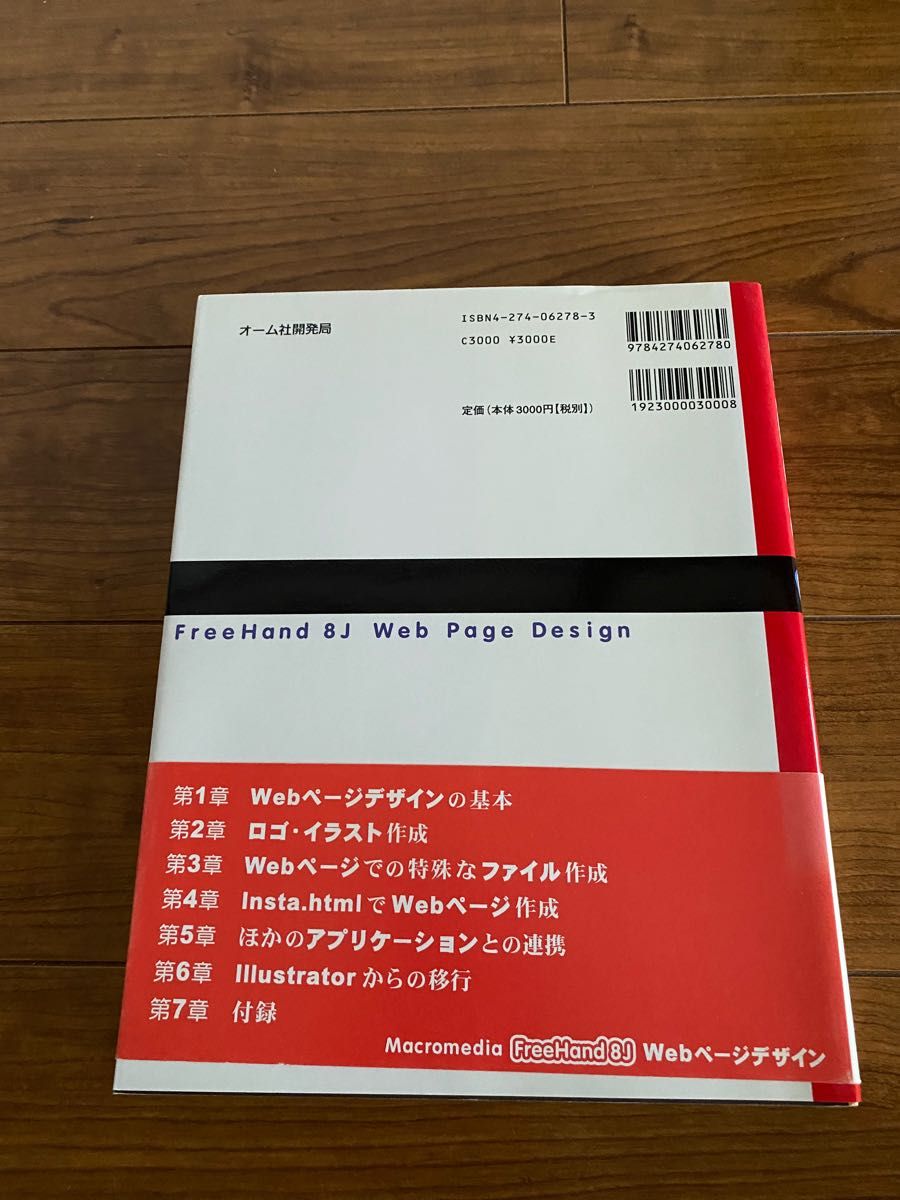 オーム社開発局
ISBN4-274-06278-3
C3000 ¥3000E
定価(本体3000円【税別】)
9784274062780
1923000030008
FreeHand 8J Web Page Design
第1章 Webページデザインの基本
第2章 ロゴ・イラスト作成
第3章 Webページでの特殊なファイル作成
第4章 Insta.htmlでWebページ作成
第5章 ほかのアプリケーションとの連携
第6章 Illustratorからの移行
第7章 付録
Macromedia FreeHand 8J Webページデザイン